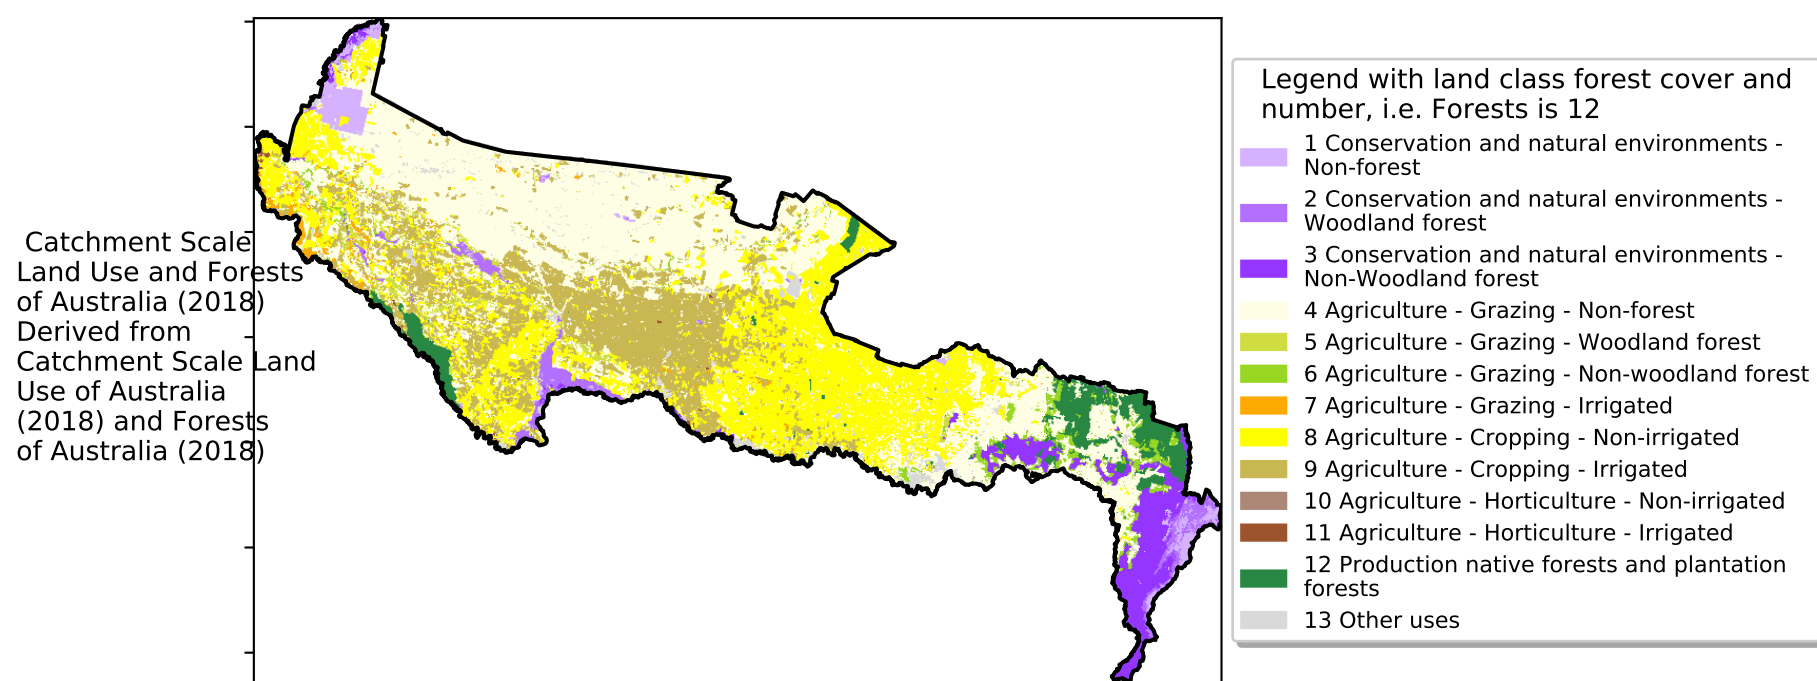 Catchment Scale
Land Use and Forests
of Australia (2018)
Derived from
Catchment Scale Land
Use of Australia
(2018) and Forests
of Australia (2018)
Legend with land class forest cover and
number, i.e. Forests is 12
1 Conservation and natural environments -
Non-forest
2 Conservation and natural environments -
Woodland forest
3 Conservation and natural environments -
Non-Woodland forest
4 Agriculture - Grazing - Non-forest
5 Agriculture - Grazing - Woodland forest
6 Agriculture - Grazing - Non-woodland forest
7 Agriculture - Grazing - Irrigated
8 Agriculture - Cropping - Non-irrigated
9 Agriculture - Cropping - Irrigated
10 Agriculture - Horticulture - Non-irrigated
11 Agriculture - Horticulture - Irrigated
12 Production native forests and plantation
forests
13 Other uses